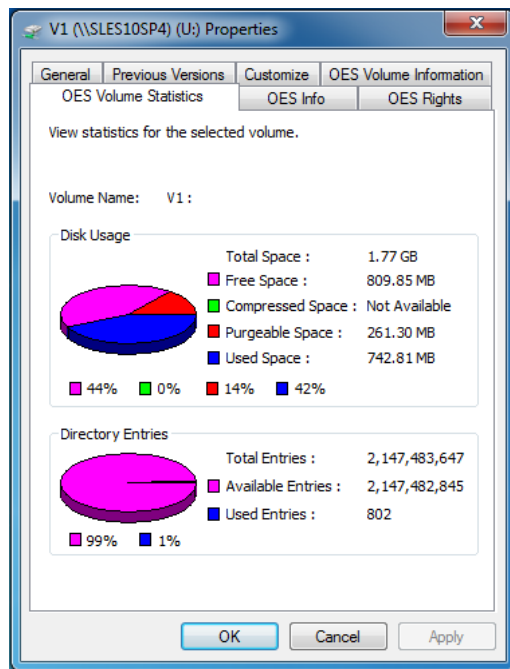 V1 (\\SLES10SP4) (U:) Properties
General Previous Versions Customize OES Volume Information
OES Volume Statistics OES Info OES Rights
View statistics for the selected volume.
Volume Name: V1 :
Disk Usage
Total Space : 1.77 GB
Free Space : 809.85 MB
Compressed Space : Not Available
Purgeable Space : 261.30 MB
Used Space : 742.81 MB
44% 0% 14% 42%
Directory Entries
Total Entries : 2,147,483,647
Available Entries : 2,147,482,845
Used Entries : 802
99% 1%
OK Cancel Apply